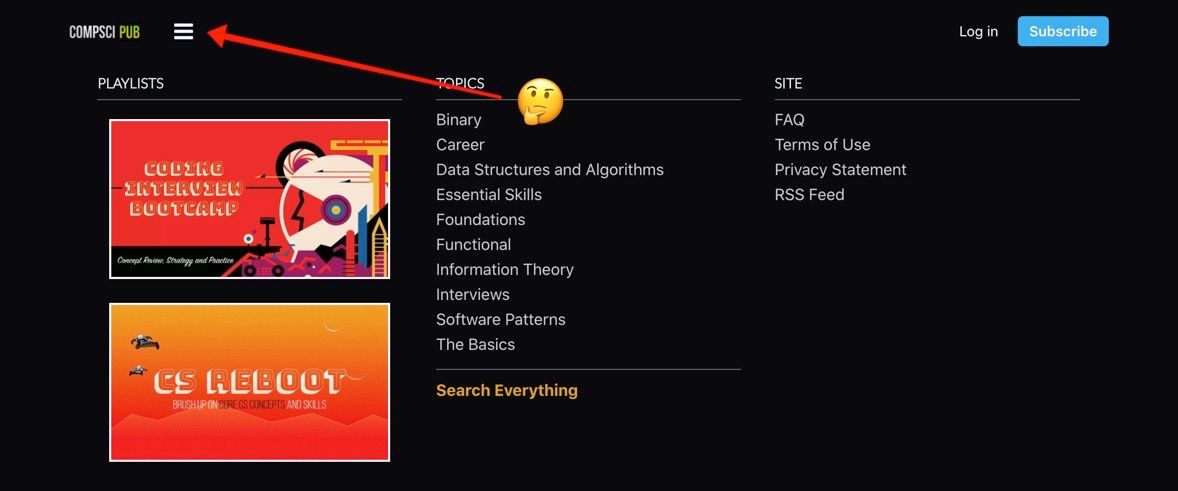 COMPSCI PUB
Log in
Subscribe
PLAYLISTS
CODING
INTERVIEW
BOOTCAMP
Concept Review, Strategy and Practice
CS REBOOT
BRUSH UP ON CORE CS CONCEPTS AND SKILLS
TOPICS
Binary
Career
Data Structures and Algorithms
Essential Skills
Foundations
Functional
Information Theory
Interviews
Software Patterns
The Basics
Search Everything
SITE
FAQ
Terms of Use
Privacy Statement
RSS Feed